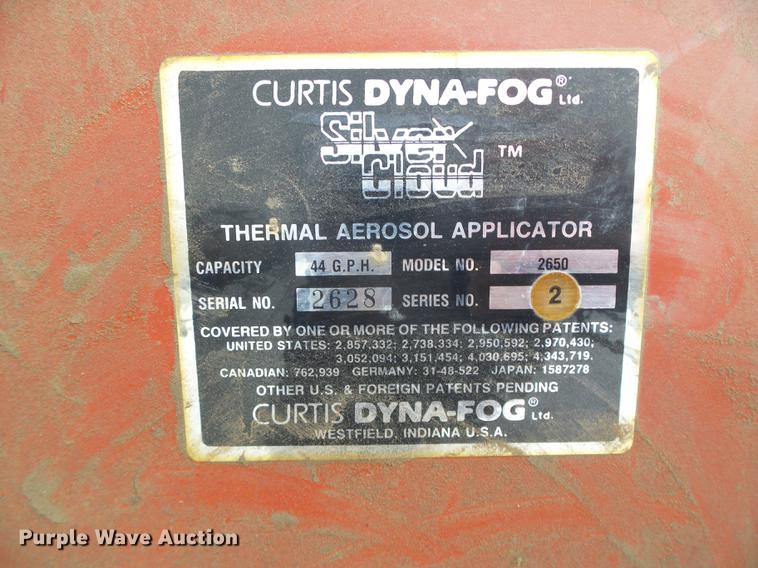 CURTIS DYNA-FOG® Ltd.
Silver
Cloud ™
THERMAL AEROSOL APPLICATOR
CAPACITY 44 G.P.H. MODEL NO. 2650
SERIAL NO. 2628 SERIES NO. 2
COVERED BY ONE OR MORE OF THE FOLLOWING PATENTS:
UNITED STATES: 2,857,332; 2,738,334; 2,950,592; 2,970,430;
3,052,094; 3,151,454; 4,030,695; 4,343,719.
CANADIAN: 762,939 GERMANY: 31-48-522 JAPAN: 1587278
OTHER U.S. & FOREIGN PATENTS PENDING
CURTIS DYNA-FOG® Ltd.
WESTFIELD, INDIANA U.S.A.
Purple Wave Auction